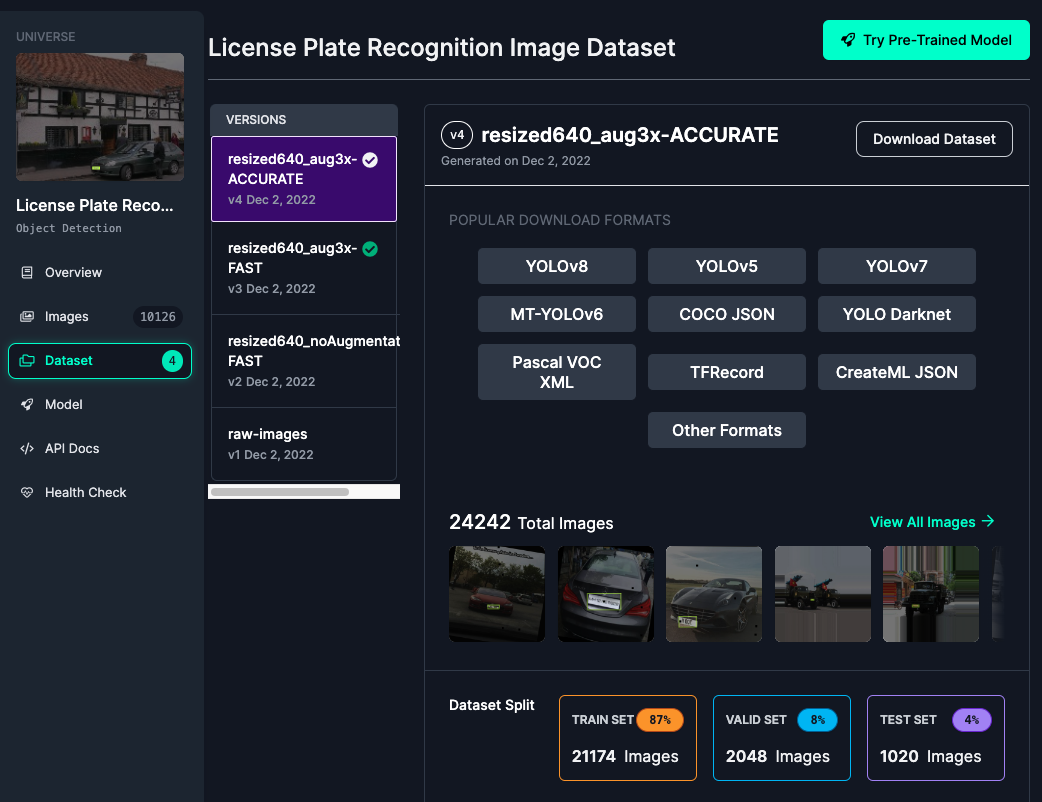 UNIVERSE
License Plate Reco...
Object Detection
Overview
Images 10126
Dataset 4
Model
API Docs
Health Check
License Plate Recognition Image Dataset
Try Pre-Trained Model
VERSIONS
resized640_aug3x-
ACCURATE
v4 Dec 2, 2022
resized640_aug3x-
FAST
v3 Dec 2, 2022
resized640_noAugmentat
FAST
v2 Dec 2, 2022
raw-images
v1 Dec 2, 2022
v4 resized640_aug3x-ACCURATE
Generated on Dec 2, 2022
Download Dataset
POPULAR DOWNLOAD FORMATS
YOLOv8 YOLOv5 YOLOv7
MT-YOLOv6 COCO JSON YOLO Darknet
Pascal VOC
XML
TFRecord CreateML JSON
Other Formats
24242 Total Images
View All Images
Dataset Split
TRAIN SET 87%
21174 Images
VALID SET 8%
2048 Images
TEST SET 4%
1020 Images